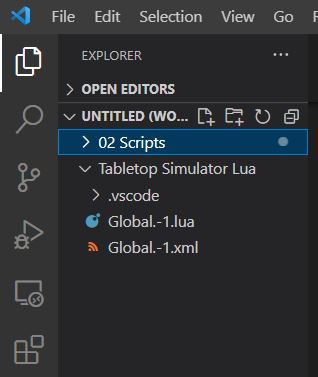 File Edit Selection View Go
EXPLORER
OPEN EDITORS
UNTITLED (WO...
02 Scripts
Tabletop Simulator Lua
.vscode
Global.-1.lua
Global.-1.xml